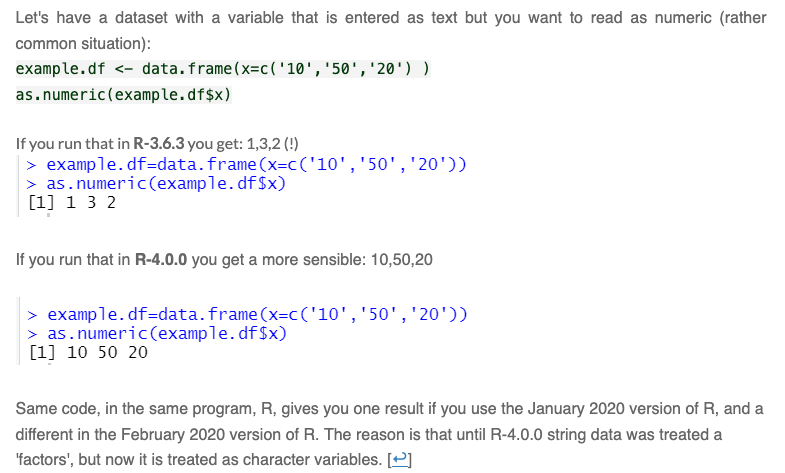 Let's have a dataset with a variable that is entered as text but you want to read as numeric (rather
common situation):
example.df <- data.frame(x=c('10','50','20') )
as.numeric(example.df$x)
If you run that in R-3.6.3 you get: 1,3,2 (!)
> example.df=data.frame(x=c('10','50','20'))
> as.numeric(example.df$x)
[1] 1 3 2
If you run that in R-4.0.0 you get a more sensible: 10,50,20
> example.df=data.frame(x=c('10','50','20'))
> as.numeric(example.df$x)
[1] 10 50 20
Same code, in the same program, R, gives you one result if you use the January 2020 version of R, and a
different in the February 2020 version of R. The reason is that until R-4.0.0 string data was treated a
'factors', but now it is treated as character variables. [↩]